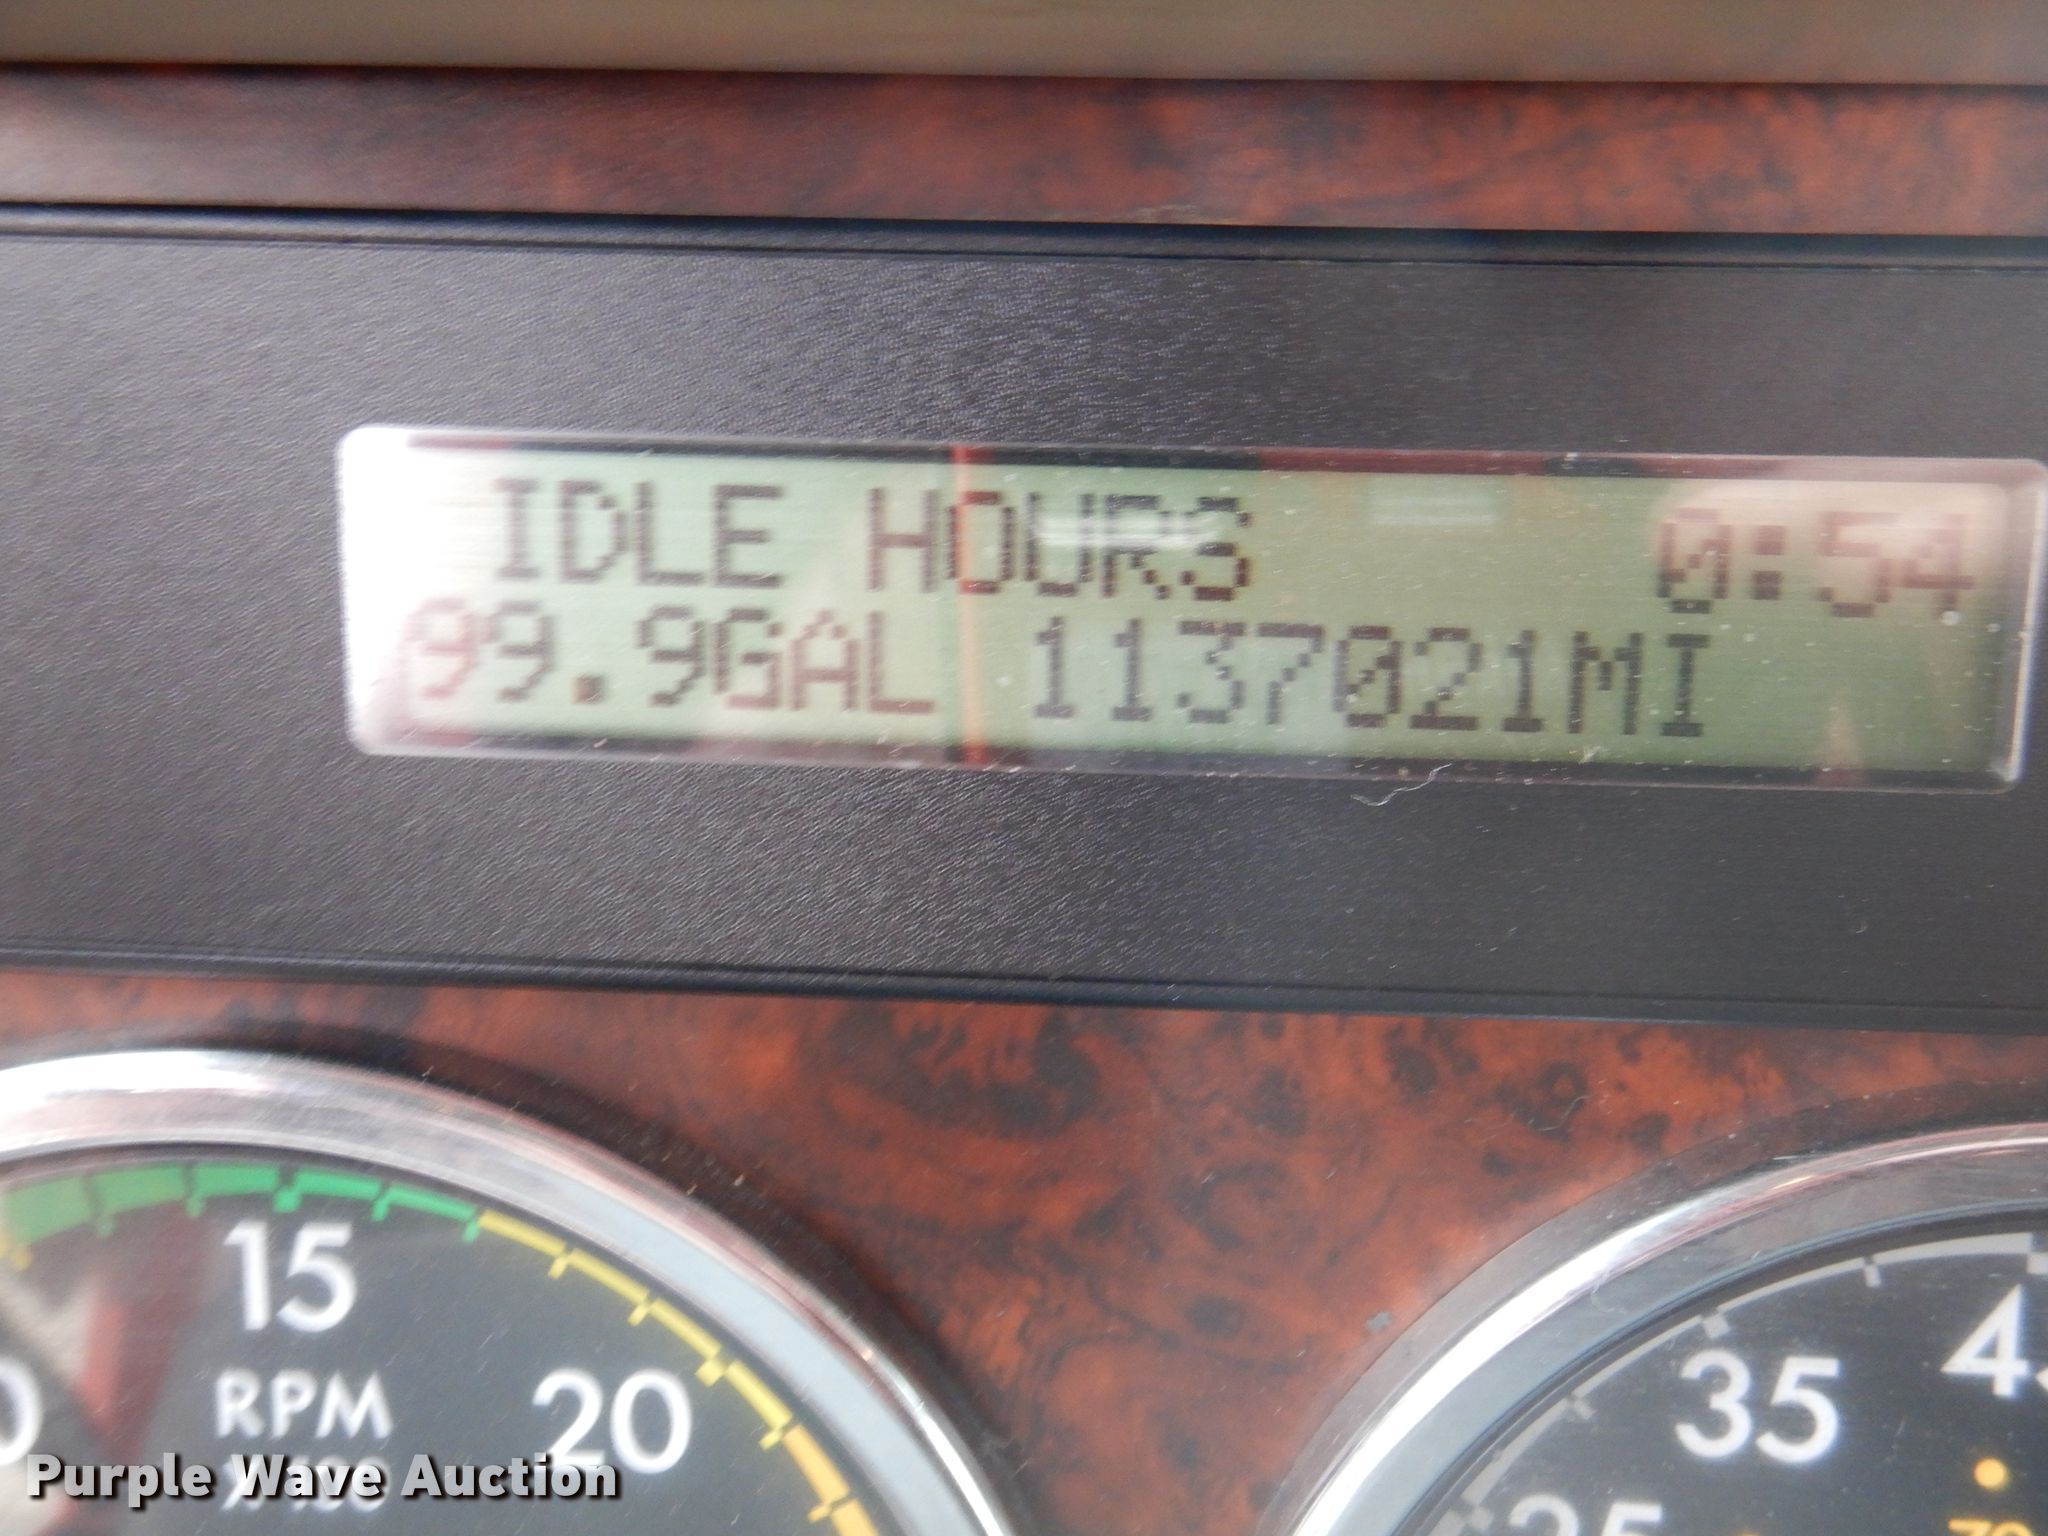 IDLE HOURS 0:54
99.9GAL 1137021MI
15
RPM
20
35
Purple Wave Auction